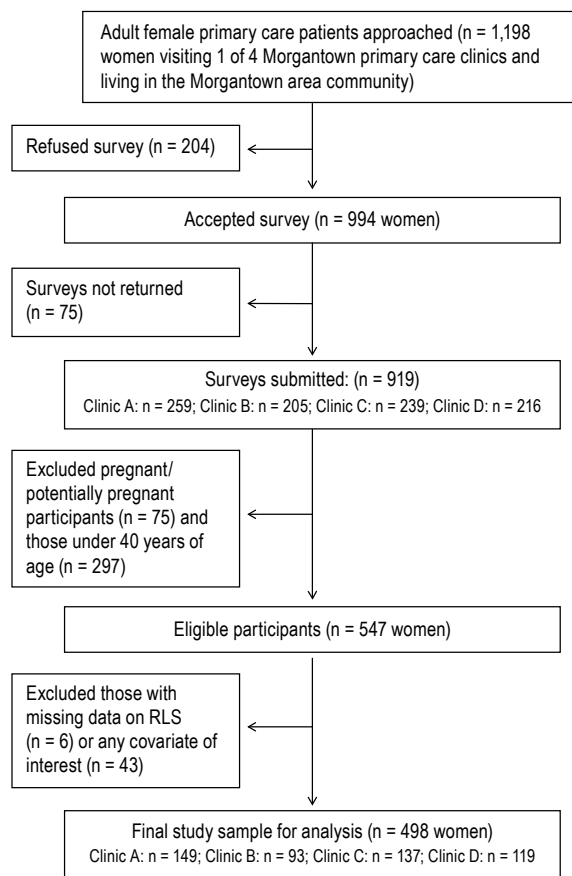 Adult female primary care patients approached (n = 1,198
women visiting 1 of 4 Morgantown primary care clinics and
living in the Morgantown area community)
Refused survey (n = 204)
Accepted survey (n = 994 women)
Surveys not returned
(n = 75)
Surveys submitted: (n = 919)
Clinic A: n = 259; Clinic B: n = 205; Clinic C: n = 239; Clinic D: n = 216
Excluded pregnant/
potentially pregnant
participants (n = 75) and
those under 40 years of
age (n = 297)
Eligible participants (n = 547 women)
Excluded those with
missing data on RLS
(n = 6) or any covariate of
interest (n = 43)
Final study sample for analysis (n = 498 women)
Clinic A: n = 149; Clinic B: n = 93; Clinic C: n = 137; Clinic D: n = 119